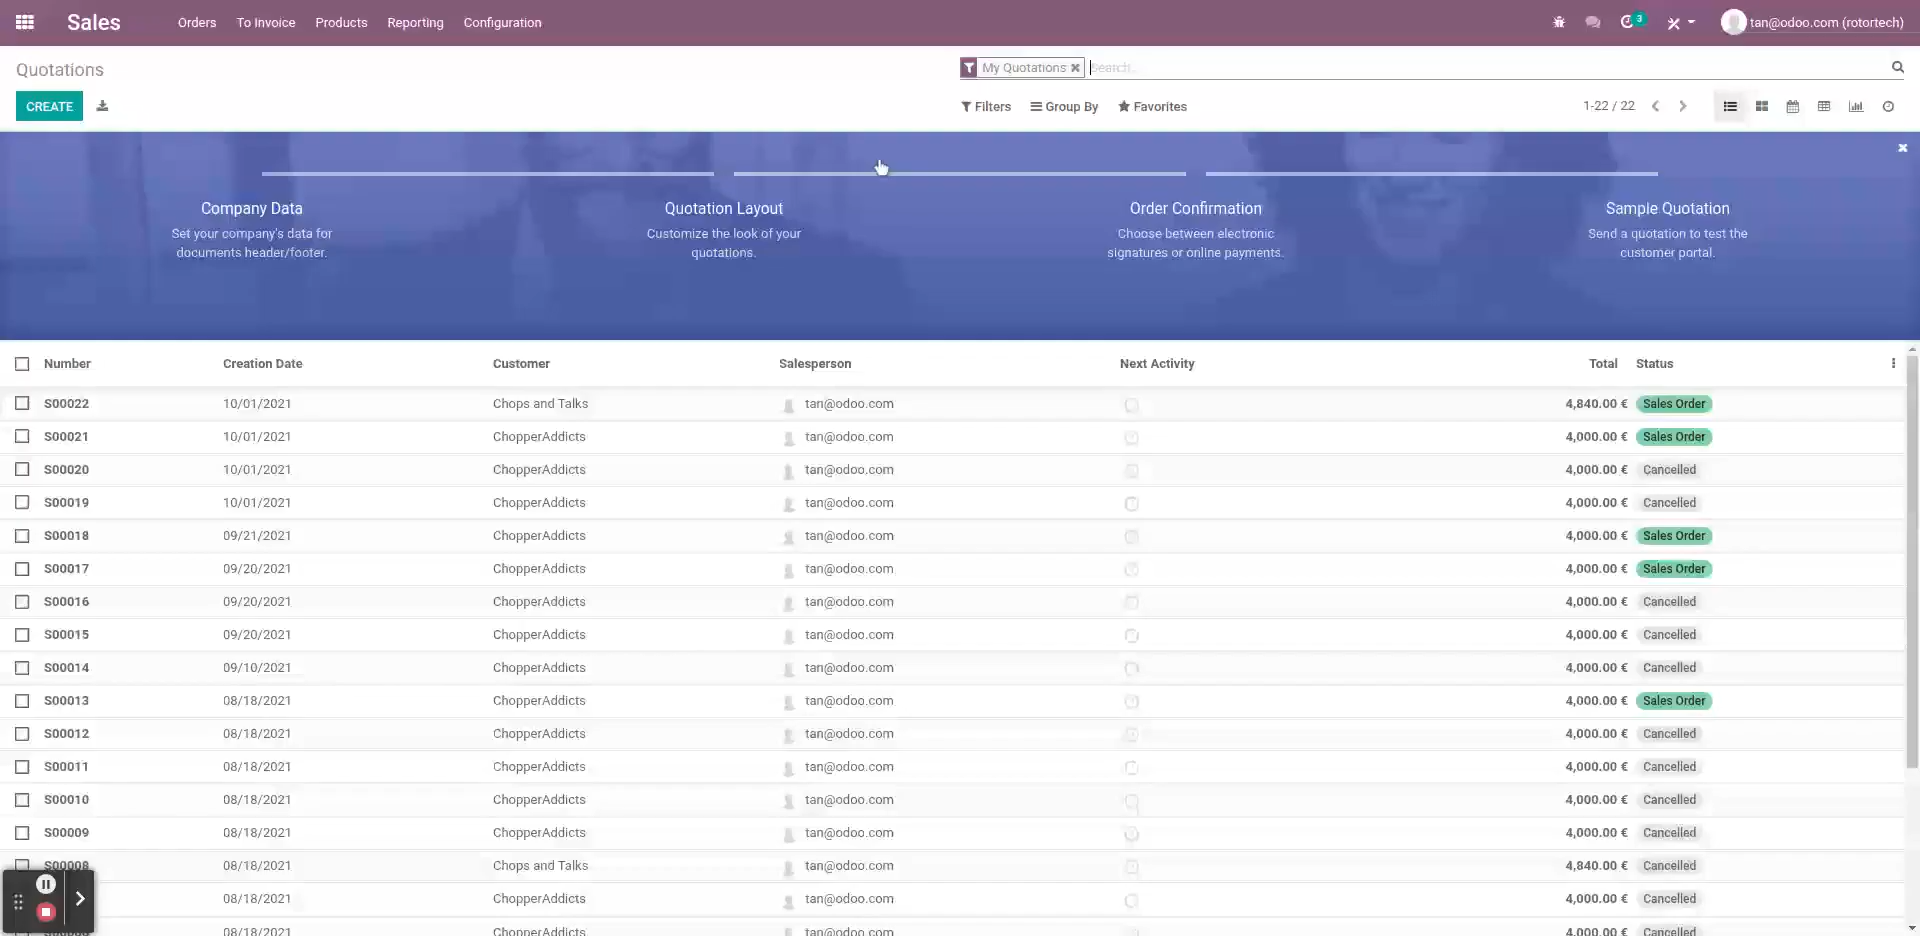 Sales Orders To Invoice Products Reporting Configuration 3 tan@odoo.com (rotortech)
Quotations
My Quotations Search...
CREATE Filters Group By Favorites 1-22 / 22
Company Data
Set your company's data for
documents header/footer.
Quotation Layout
Customize the look of your
quotations.
Order Confirmation
Choose between electronic
signatures or online payments.
Sample Quotation
Send a quotation to test the
customer portal.
Number Creation Date Customer Salesperson Next Activity Total Status
S00022 10/01/2021 Chops and Talks tan@odoo.com 4,840.00 € Sales Order
S00021 10/01/2021 ChopperAddicts tan@odoo.com 4,000.00 € Sales Order
S00020 10/01/2021 ChopperAddicts tan@odoo.com 4,000.00 € Cancelled
S00019 10/01/2021 ChopperAddicts tan@odoo.com 4,000.00 € Cancelled
S00018 09/21/2021 ChopperAddicts tan@odoo.com 4,000.00 € Sales Order
S00017 09/20/2021 ChopperAddicts tan@odoo.com 4,000.00 € Sales Order
S00016 09/20/2021 ChopperAddicts tan@odoo.com 4,000.00 € Cancelled
S00015 09/20/2021 ChopperAddicts tan@odoo.com 4,000.00 € Cancelled
S00014 09/10/2021 ChopperAddicts tan@odoo.com 4,000.00 € Cancelled
S00013 08/18/2021 ChopperAddicts tan@odoo.com 4,000.00 € Sales Order
S00012 08/18/2021 ChopperAddicts tan@odoo.com 4,000.00 € Cancelled
S00011 08/18/2021 ChopperAddicts tan@odoo.com 4,000.00 € Cancelled
S00010 08/18/2021 ChopperAddicts tan@odoo.com 4,000.00 € Cancelled
S00009 08/18/2021 ChopperAddicts tan@odoo.com 4,000.00 € Cancelled
S00008 08/18/2021 Chops and Talks tan@odoo.com 4,840.00 € Cancelled
08/18/2021 ChopperAddicts tan@odoo.com 4,000.00 € Cancelled
08/18/2021 ChopperAddicts tan@odoo.com 4,000.00 € Cancelled